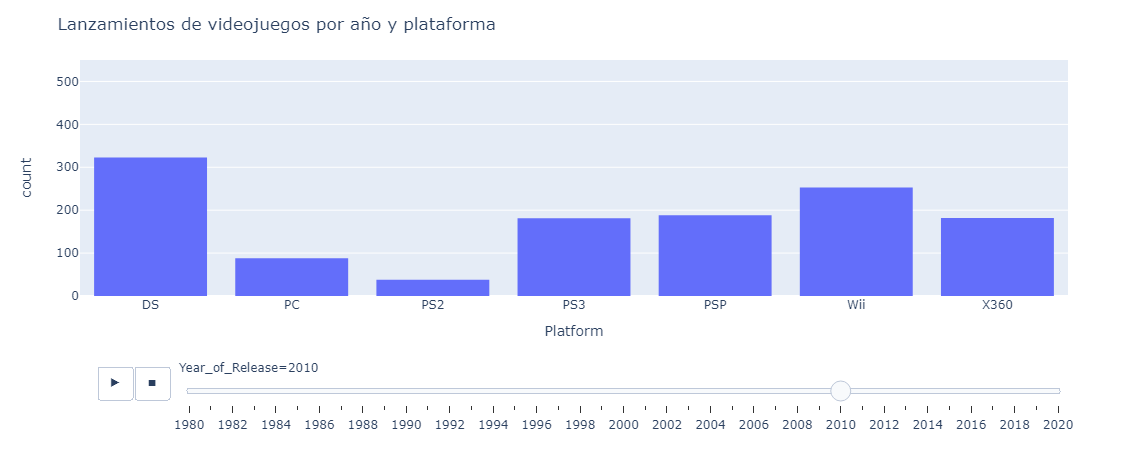 Lanzamientos de videojuegos por año y plataforma
count
500
400
300
200
100
0
DS PC PS2 PS3 PSP Wii X360
Platform
Year_of_Release=2010
1980 1982 1984 1986 1988 1990 1992 1994 1996 1998 2000 2002 2004 2006 2008 2010 2012 2014 2016 2018 2020